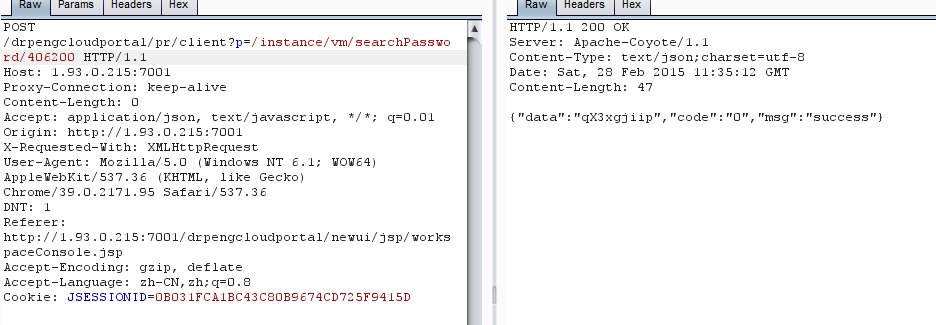 Raw Params Headers Hex
POST
/drpengcloudportal/pr/client?p=/instance/vm/searchPasswo
rd/406200 HTTP/1.1
Host: 1.93.0.215:7001
Proxy-Connection: keep-alive
Content-Length: 0
Accept: application/json, text/javascript, */*; q=0.01
Origin: http://1.93.0.215:7001
X-Requested-With: XMLHttpRequest
User-Agent: Mozilla/5.0 (Windows NT 6.1; WOW64)
AppleWebKit/537.36 (KHTML, like Gecko)
Chrome/39.0.2171.95 Safari/537.36
DNT: 1
Referer:
http://1.93.0.215:7001/drpengcloudportal/newui/jsp/works
paceConsole.jsp
Accept-Encoding: gzip, deflate
Accept-Language: zh-CN,zh;q=0.8
Cookie: JSESSIONID=0B031FCA1BC43C80B9674CD725F9415D
Raw Headers Hex
HTTP/1.1 200 OK
Server: Apache-Coyote/1.1
Content-Type: text/json;charset=utf-8
Date: Sat, 28 Feb 2015 11:35:12 GMT
Content-Length: 47
{"data":"qX3xgjiip","code":"0","msg":"success"}